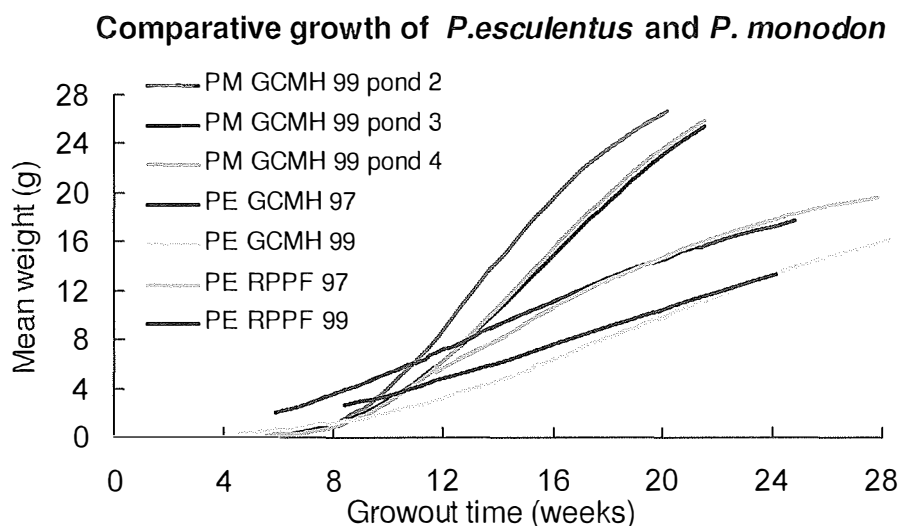 Comparative growth of P.esculentus and P. monodon
PM GCMH 99 pond 2
PM GCMH 99 pond 3
PM GCMH 99 pond 4
PE GCMH 97
PE GCMH 99
PE RPPF 97
PE RPPF 99
Mean weight (g)
28
24
20
16
12
8
4
0
0 4 8 12 16 20 24 28
Growout time (weeks)